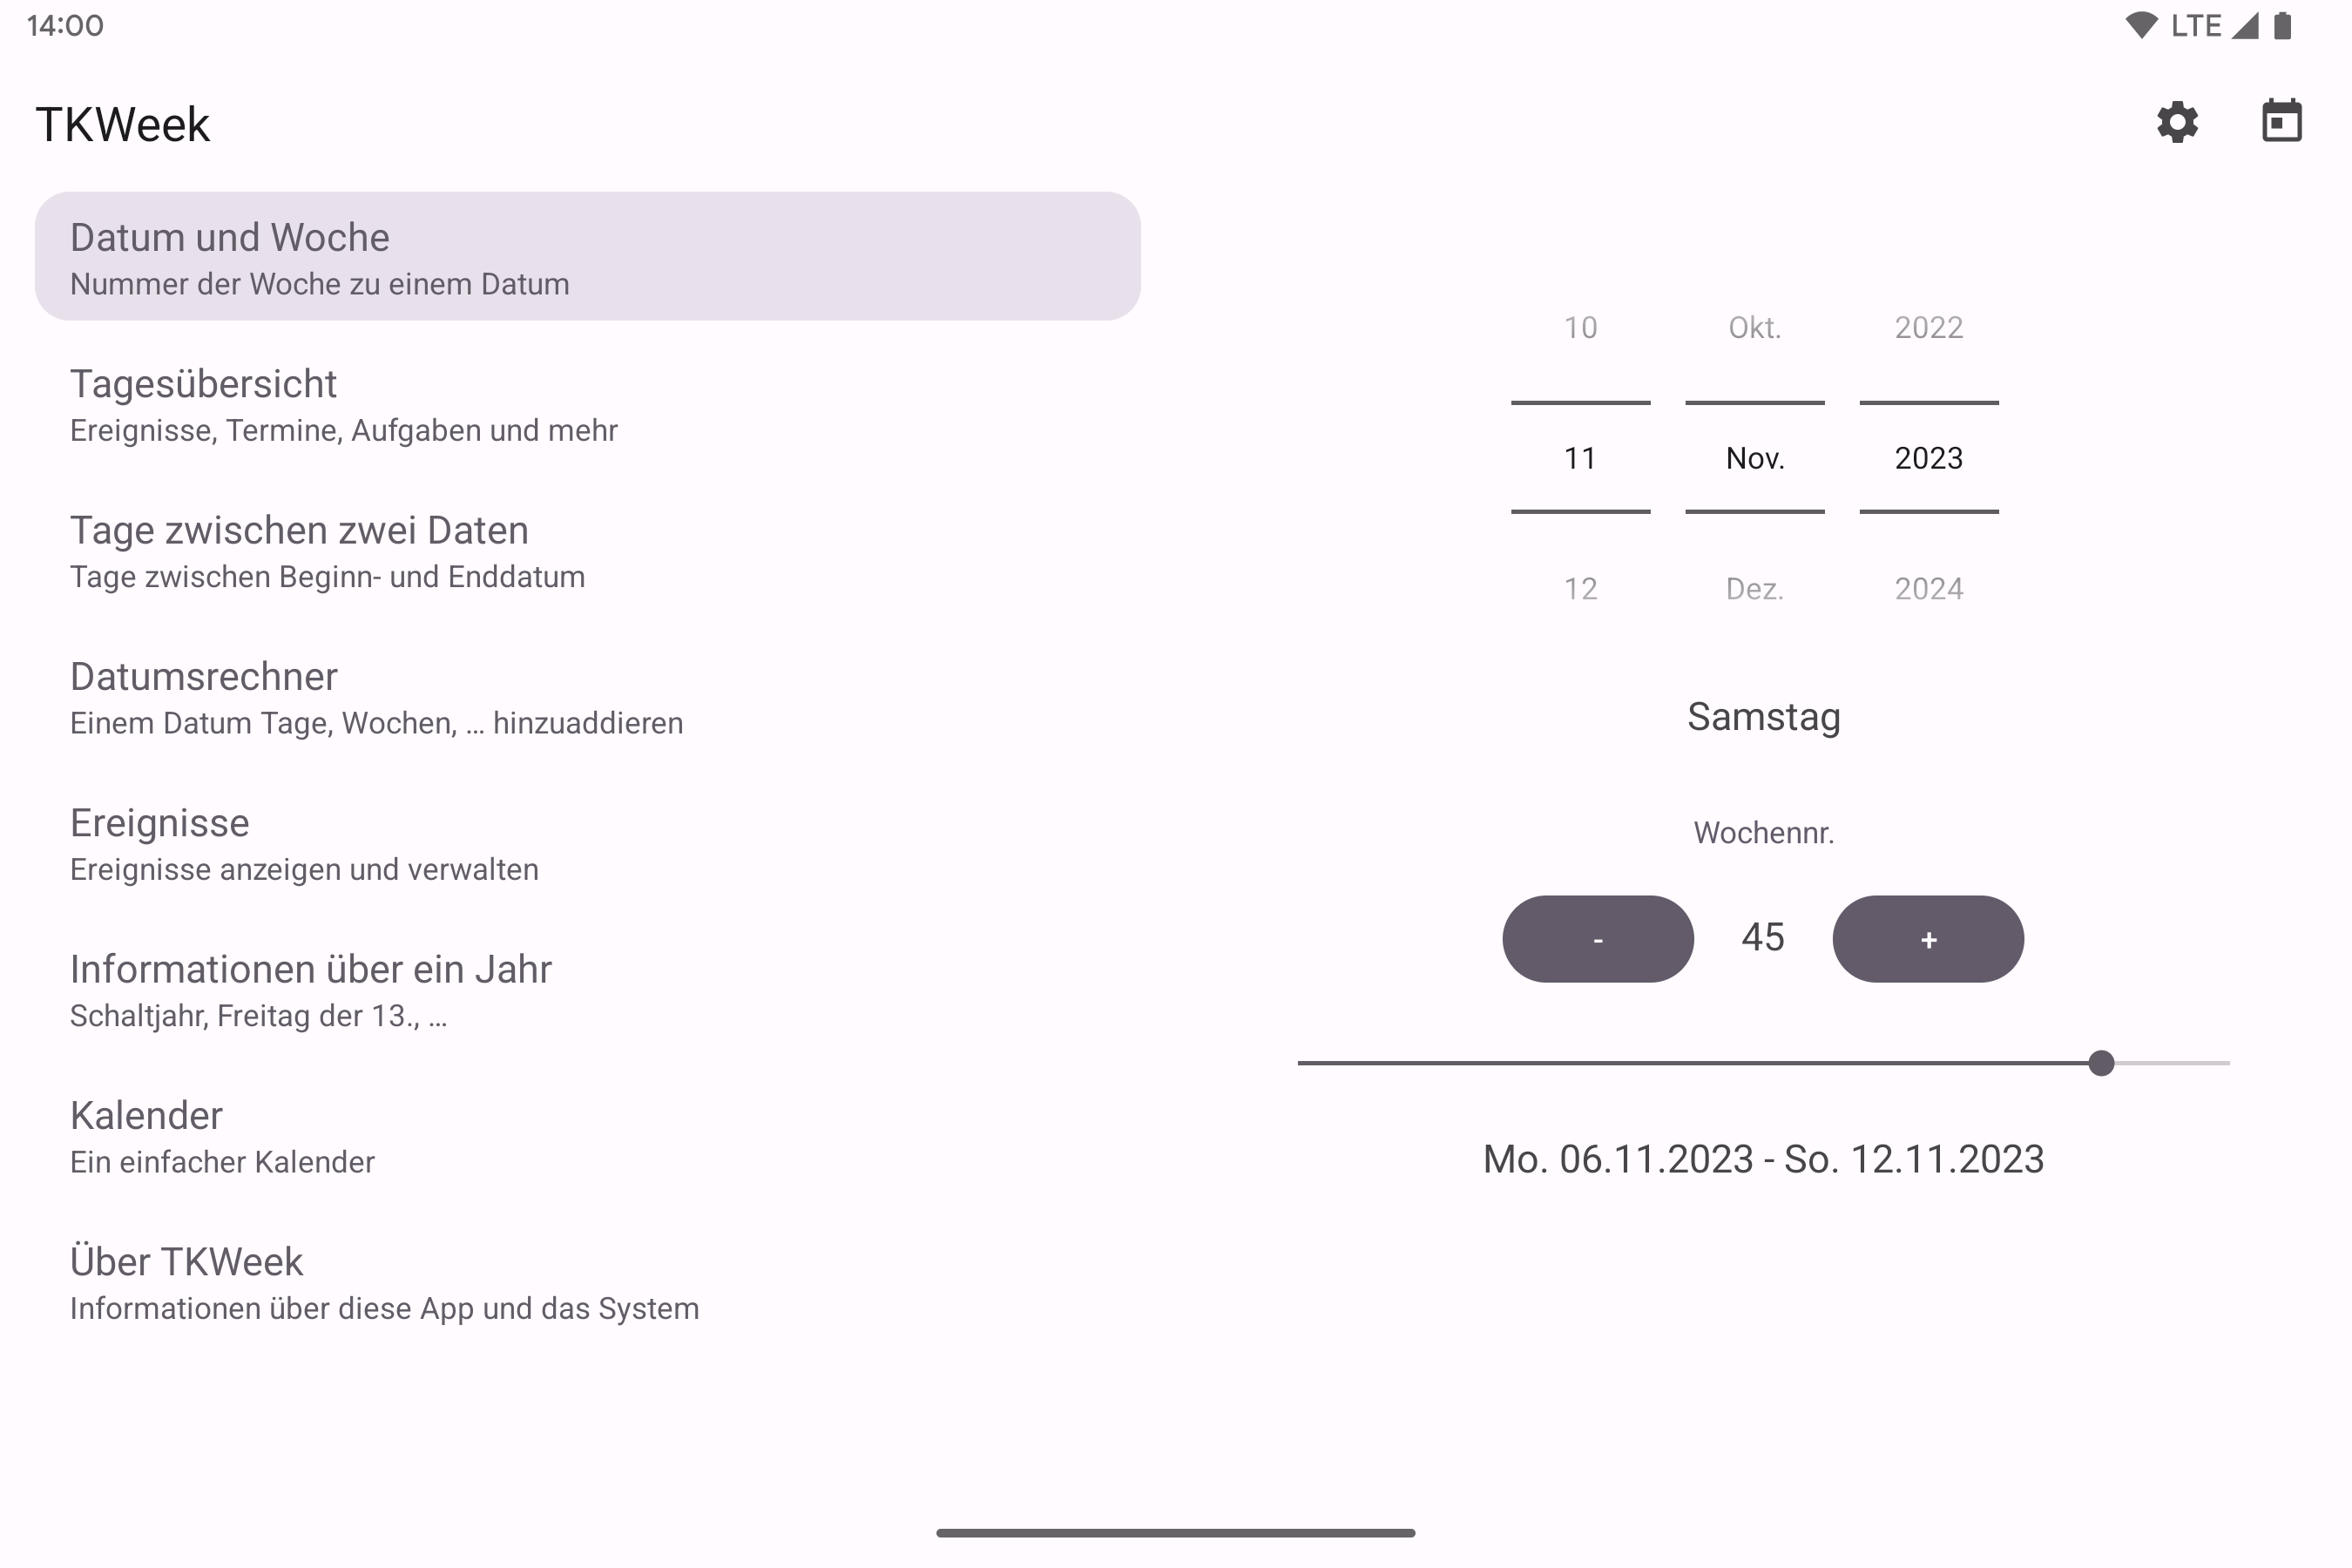 14:00
LTE
TKWeek
Datum und Woche
Nummer der Woche zu einem Datum
Tagesübersicht
Ereignisse, Termine, Aufgaben und mehr
Tage zwischen zwei Daten
Tage zwischen Beginn- und Enddatum
Datumsrechner
Einem Datum Tage, Wochen, … hinzuaddieren
Ereignisse
Ereignisse anzeigen und verwalten
Informationen über ein Jahr
Schaltjahr, Freitag der 13., …
Kalender
Ein einfacher Kalender
Über TKWeek
Informationen über diese App und das System
10 Okt. 2022
11 Nov. 2023
12 Dez. 2024
Samstag
Wochennr.
- 45 +
Mo. 06.11.2023 - So. 12.11.2023